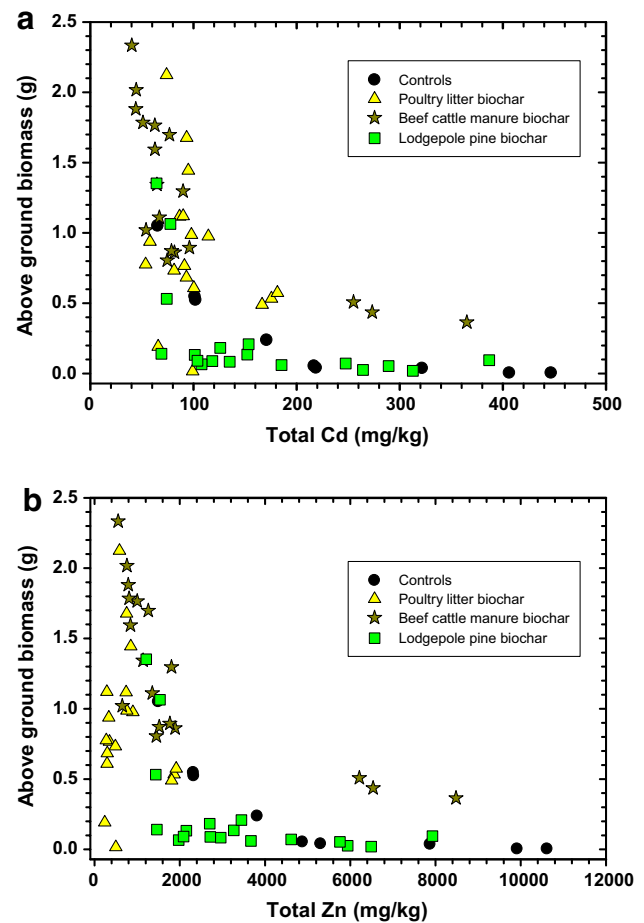 a
2.5
2.0
1.5
1.0
0.5
0.0
Above ground biomass (g)
Controls
Poultry litter biochar
Beef cattle manure biochar
Lodgepole pine biochar
0 100 200 300 400 500
Total Cd (mg/kg)
b
2.5
2.0
1.5
1.0
0.5
0.0
Above ground biomass (g)
Controls
Poultry litter biochar
Beef cattle manure biochar
Lodgepole pine biochar
0 2000 4000 6000 8000 10000 12000
Total Zn (mg/kg)